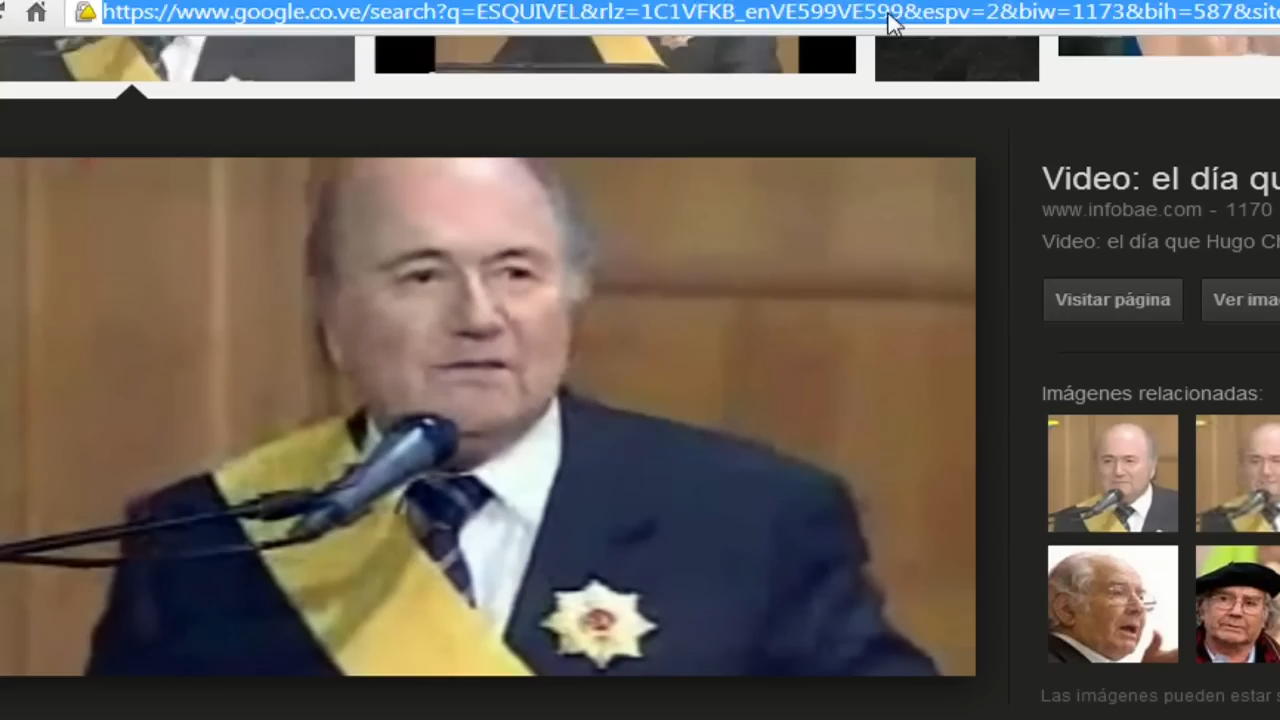 https://www.google.co.ve/search?q=ESQUIVEL&rlz=1C1VFKB_enVE599VE599&espv=2&biw=1173&bih=587&site
Video: el día qu
www.infobae.com - 1170
Video: el día que Hugo Ch
Visitar página
Ver ima
Imágenes relacionadas:
Las imágenes pueden estar s